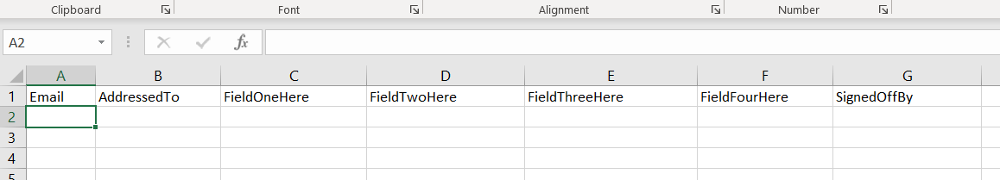 Clipboard Font Alignment Number
A2 fx
A B C D E F G
1 Email AddressedTo FieldOneHere FieldTwoHere FieldThreeHere FieldFourHere SignedOffBy
2
3
4
5